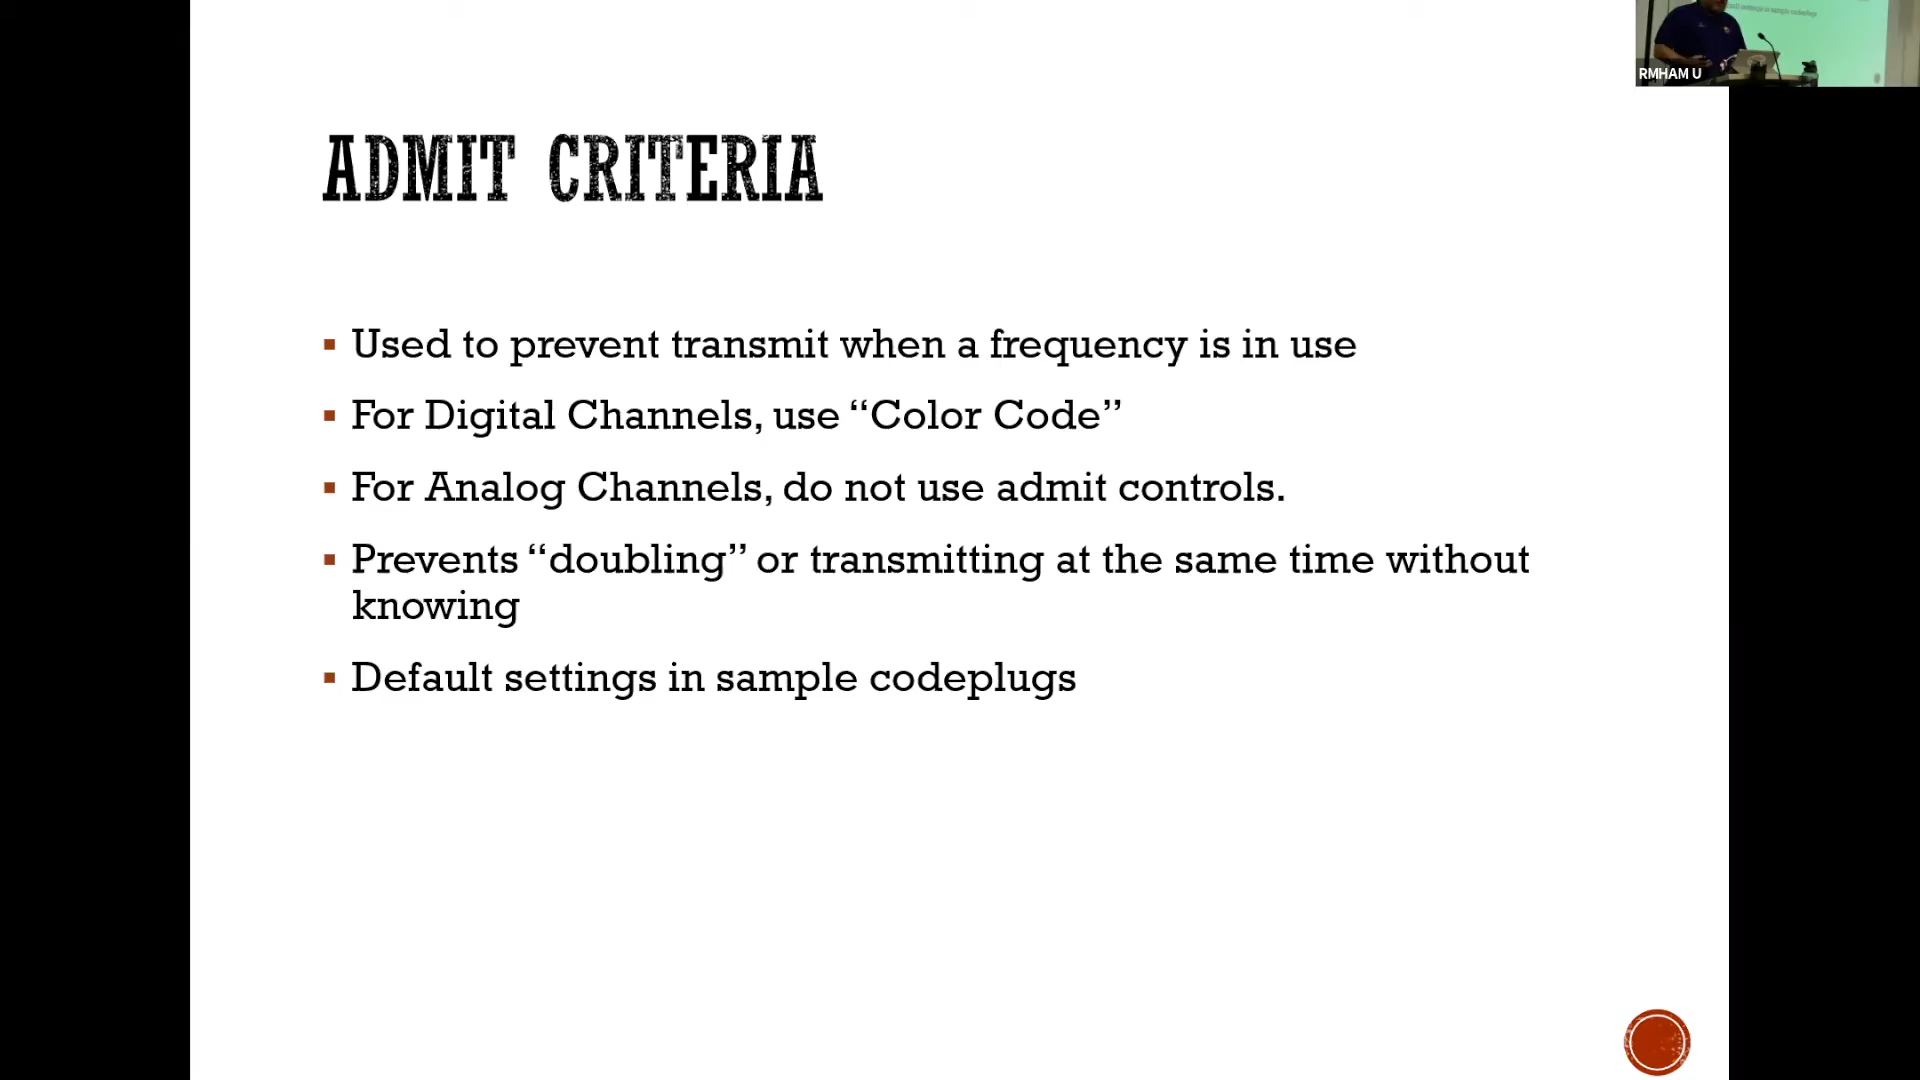 RMHAM U
ADMIT CRITERIA
▪ Used to prevent transmit when a frequency is in use
▪ For Digital Channels, use “Color Code”
▪ For Analog Channels, do not use admit controls.
▪ Prevents “doubling” or transmitting at the same time without
knowing
▪ Default settings in sample codeplugs